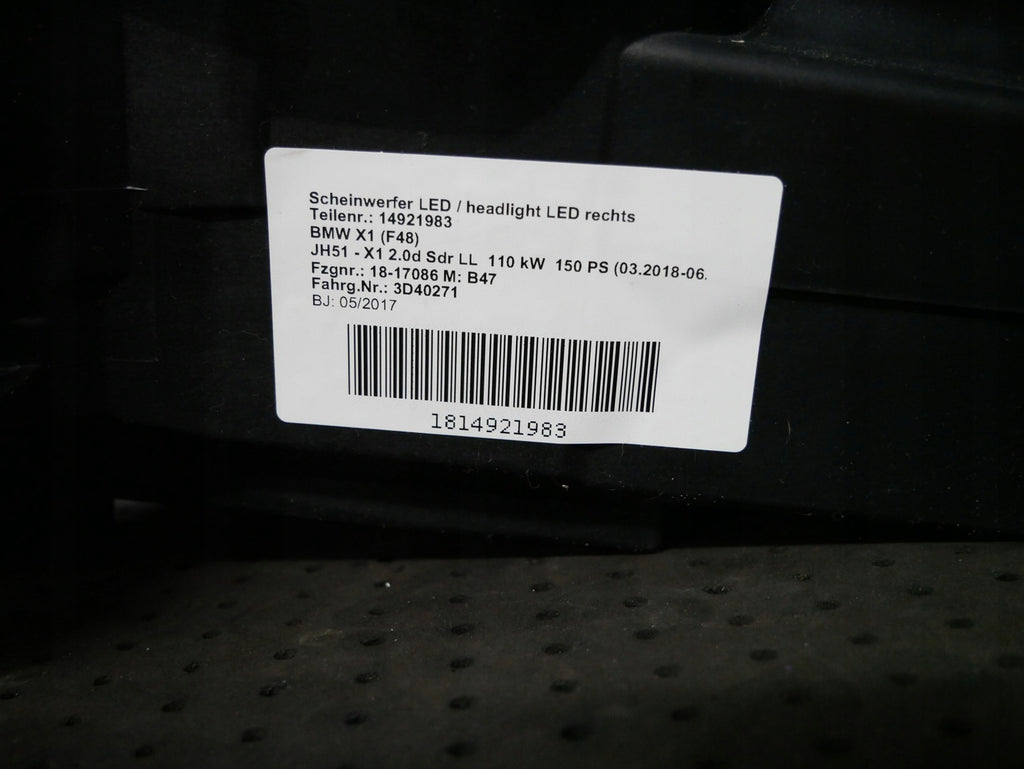 Scheinwerfer LED / headlight LED rechts
Teilenr.: 14921983
BMW X1 (F48)
JH51 - X1 2.0d Sdr LL 110 kW 150 PS (03.2018-06.
Fzgnr.: 18-17086 M: B47
Fahrg.Nr.: 3D40271
BJ: 05/2017
1814921983